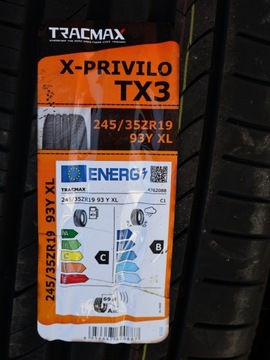 TRACMAX
X-PRIVILO
TX3
245/35ZR19
93Y XL
ENERG
TRACMAX
245/35ZR19 93 Y XL
C1
C
B
245/35ZR19 93Y XL